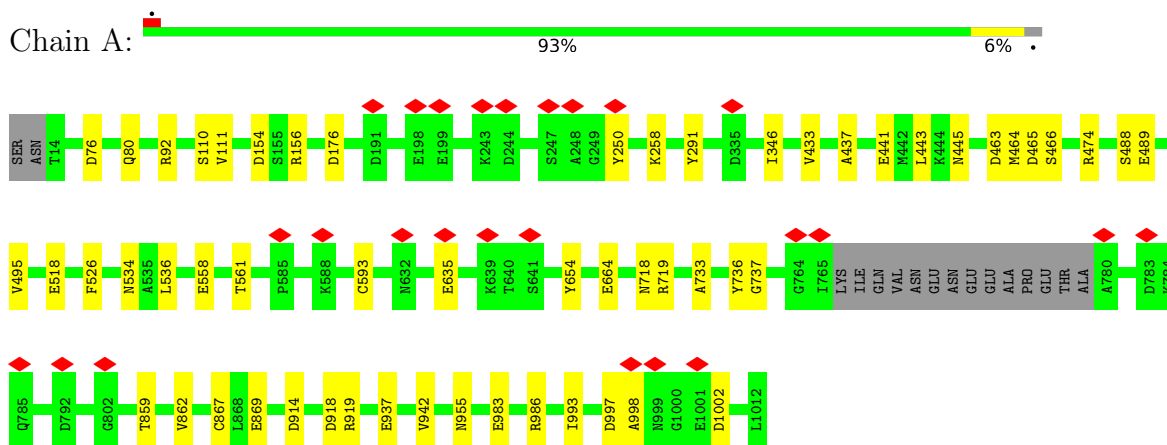 Chain A:
93%
6%
SER ASN T14 D76 Q80 R92 S110 V111 D154 S155 R156 D176 D191 E198 E199 K243 D244 S247 A248 G249 Y250 K258 Y291 D335 I346 V433 A437 E441 M442 L443 K444 N445 D463 M464 D465 S466 R474 S488 E489
V495 E518 F526 N534 A535 L536 E558 T561 P585 K588 C593 N632 E635 K639 T640 S641 Y654 E664 N718 R719 A733 Y736 G737 G764 I765 LYS ILE GLN VAL ASN GLU ASN GLU GLU ALA PRO GLU THR ALA A780 D783 K784
Q785 D792 G802 T859 V862 C867 L868 E869 D914 D918 R919 E937 V942 N955 E983 R986 I993 D997 A998 N999 G1000 E1001 D1002 L1012